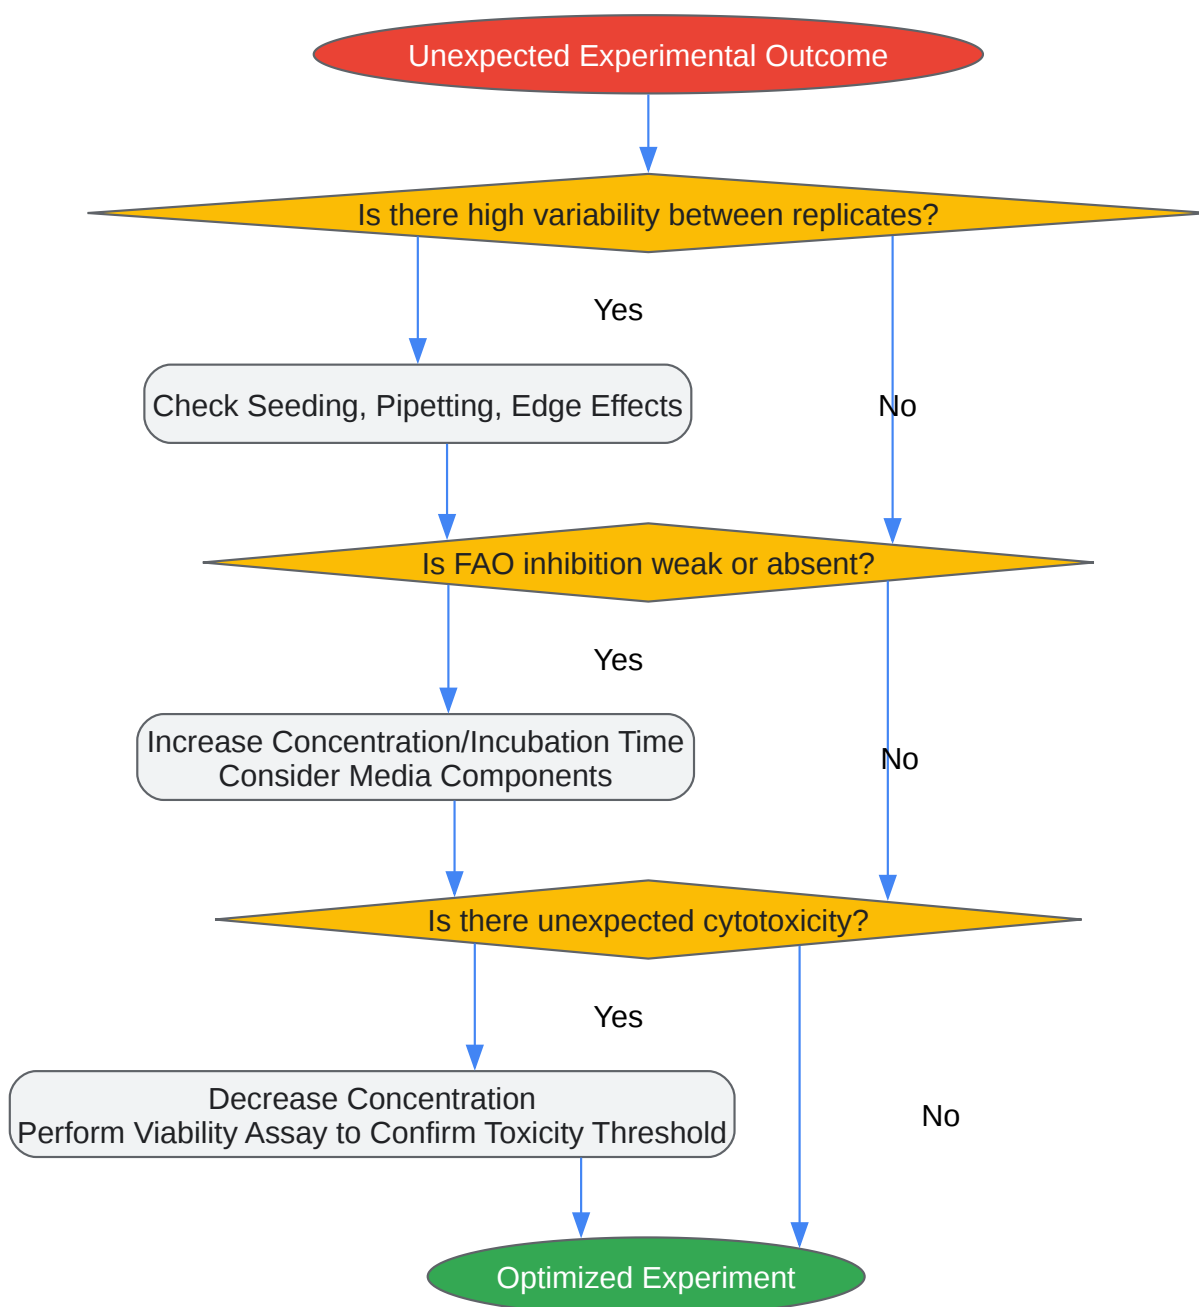 Unexpected Experimental Outcome
Is there high variability between replicates?
Yes
Check Seeding, Pipetting, Edge Effects
No
Is FAO inhibition weak or absent?
Yes
Increase Concentration/Incubation Time
Consider Media Components
No
Is there unexpected cytotoxicity?
Yes
Decrease Concentration
Perform Viability Assay to Confirm Toxicity Threshold
No
Optimized Experiment